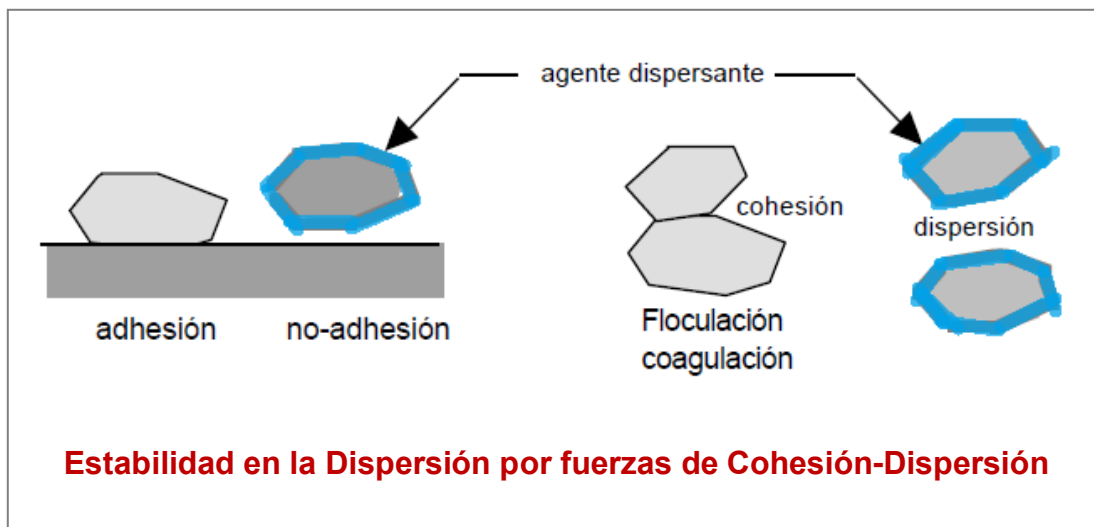 agente dispersante
cohesión
dispersión
adhesión
no-adhesión
Floculación
coagulación
Estabilidad en la Dispersión por fuerzas de Cohesión-Dispersión